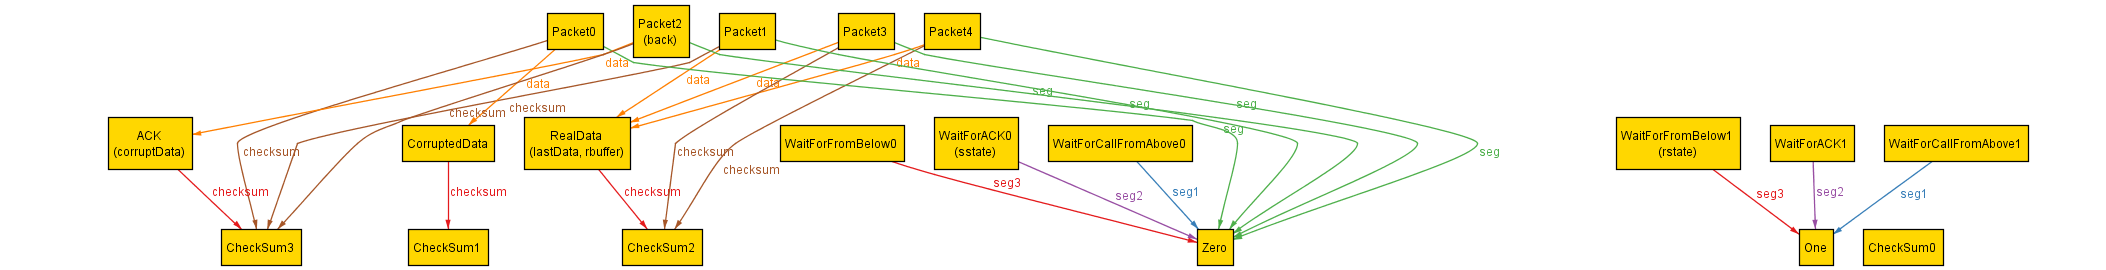 Packet0
Packet2
(back)
Packet1
Packet3
Packet4
data
data
data
data
data
seg
seg
seg
seg
seg
checksum
checksum
checksum
checksum
checksum
ACK
(corruptData)
CorruptedData
RealData
(lastData, rbuffer)
WaitForFromBelow0
WaitForACK0
(sstate)
WaitForCallFromAbove0
WaitForFromBelow1
(rstate)
WaitForACK1
WaitForCallFromAbove1
checksum
checksum
checksum
seg3
seg2
seg1
seg3
seg2
seg1
CheckSum3
CheckSum1
CheckSum2
Zero
One
CheckSum0